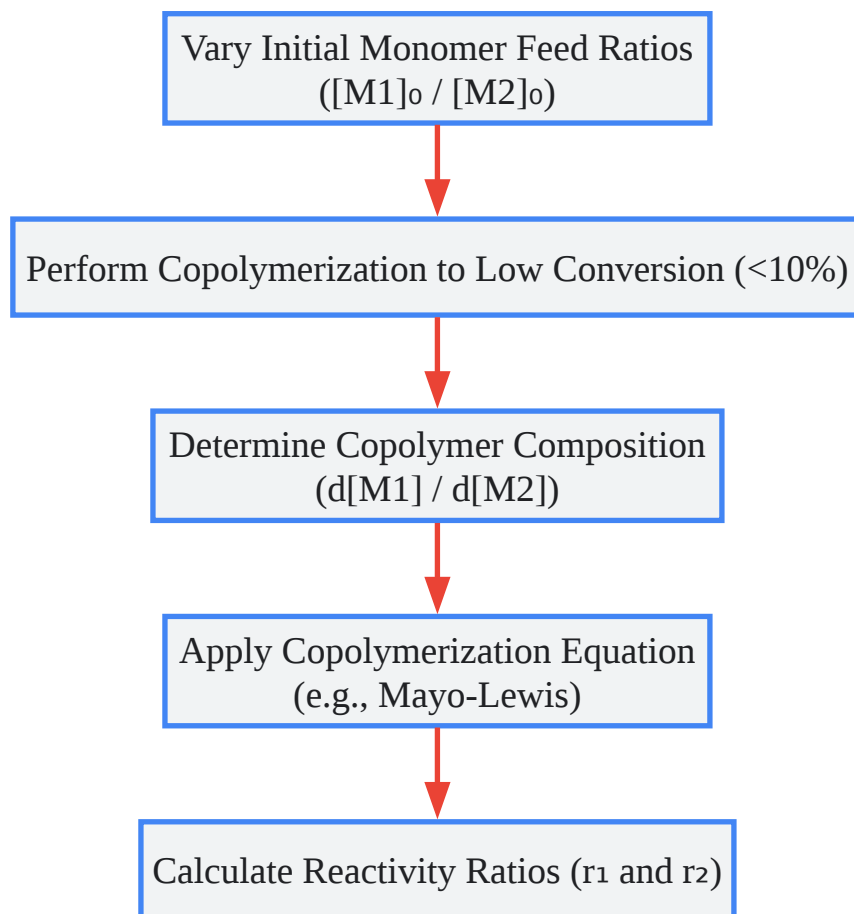 Vary Initial Monomer Feed Ratios
([M1]₀ / [M2]₀)
Perform Copolymerization to Low Conversion (<10%)
Determine Copolymer Composition
(d[M1] / d[M2])
Apply Copolymerization Equation
(e.g., Mayo-Lewis)
Calculate Reactivity Ratios (r₁ and r₂)